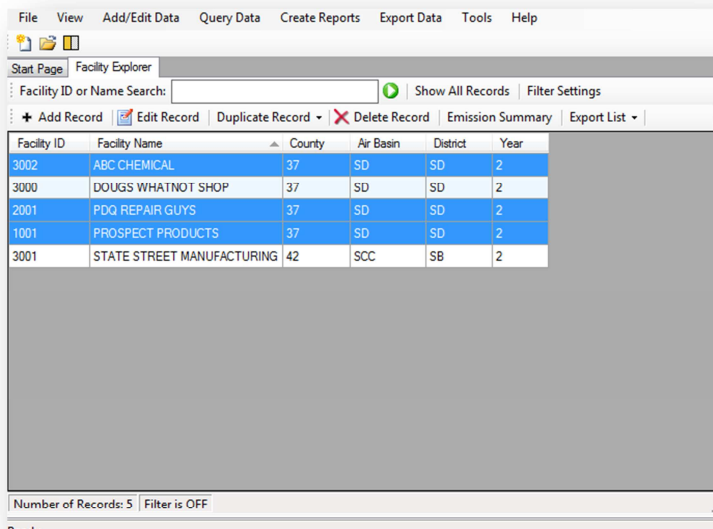 File View Add/Edit Data Query Data Create Reports Export Data Tools Help
Start Page Facility Explorer
Facility ID or Name Search: Show All Records Filter Settings
Add Record Edit Record Duplicate Record Delete Record Emission Summary Export List
Facility ID Facility Name County Air Basin District Year
3002 ABC CHEMICAL 37 SD SD 2
3000 DOUGS WHATNOT SHOP 37 SD SD 2
2001 PDQ REPAIR GUYS 37 SD SD 2
1001 PROSPECT PRODUCTS 37 SD SD 2
3001 STATE STREET MANUFACTURING 42 SCC SB 2
Number of Records: 5 Filter is OFF